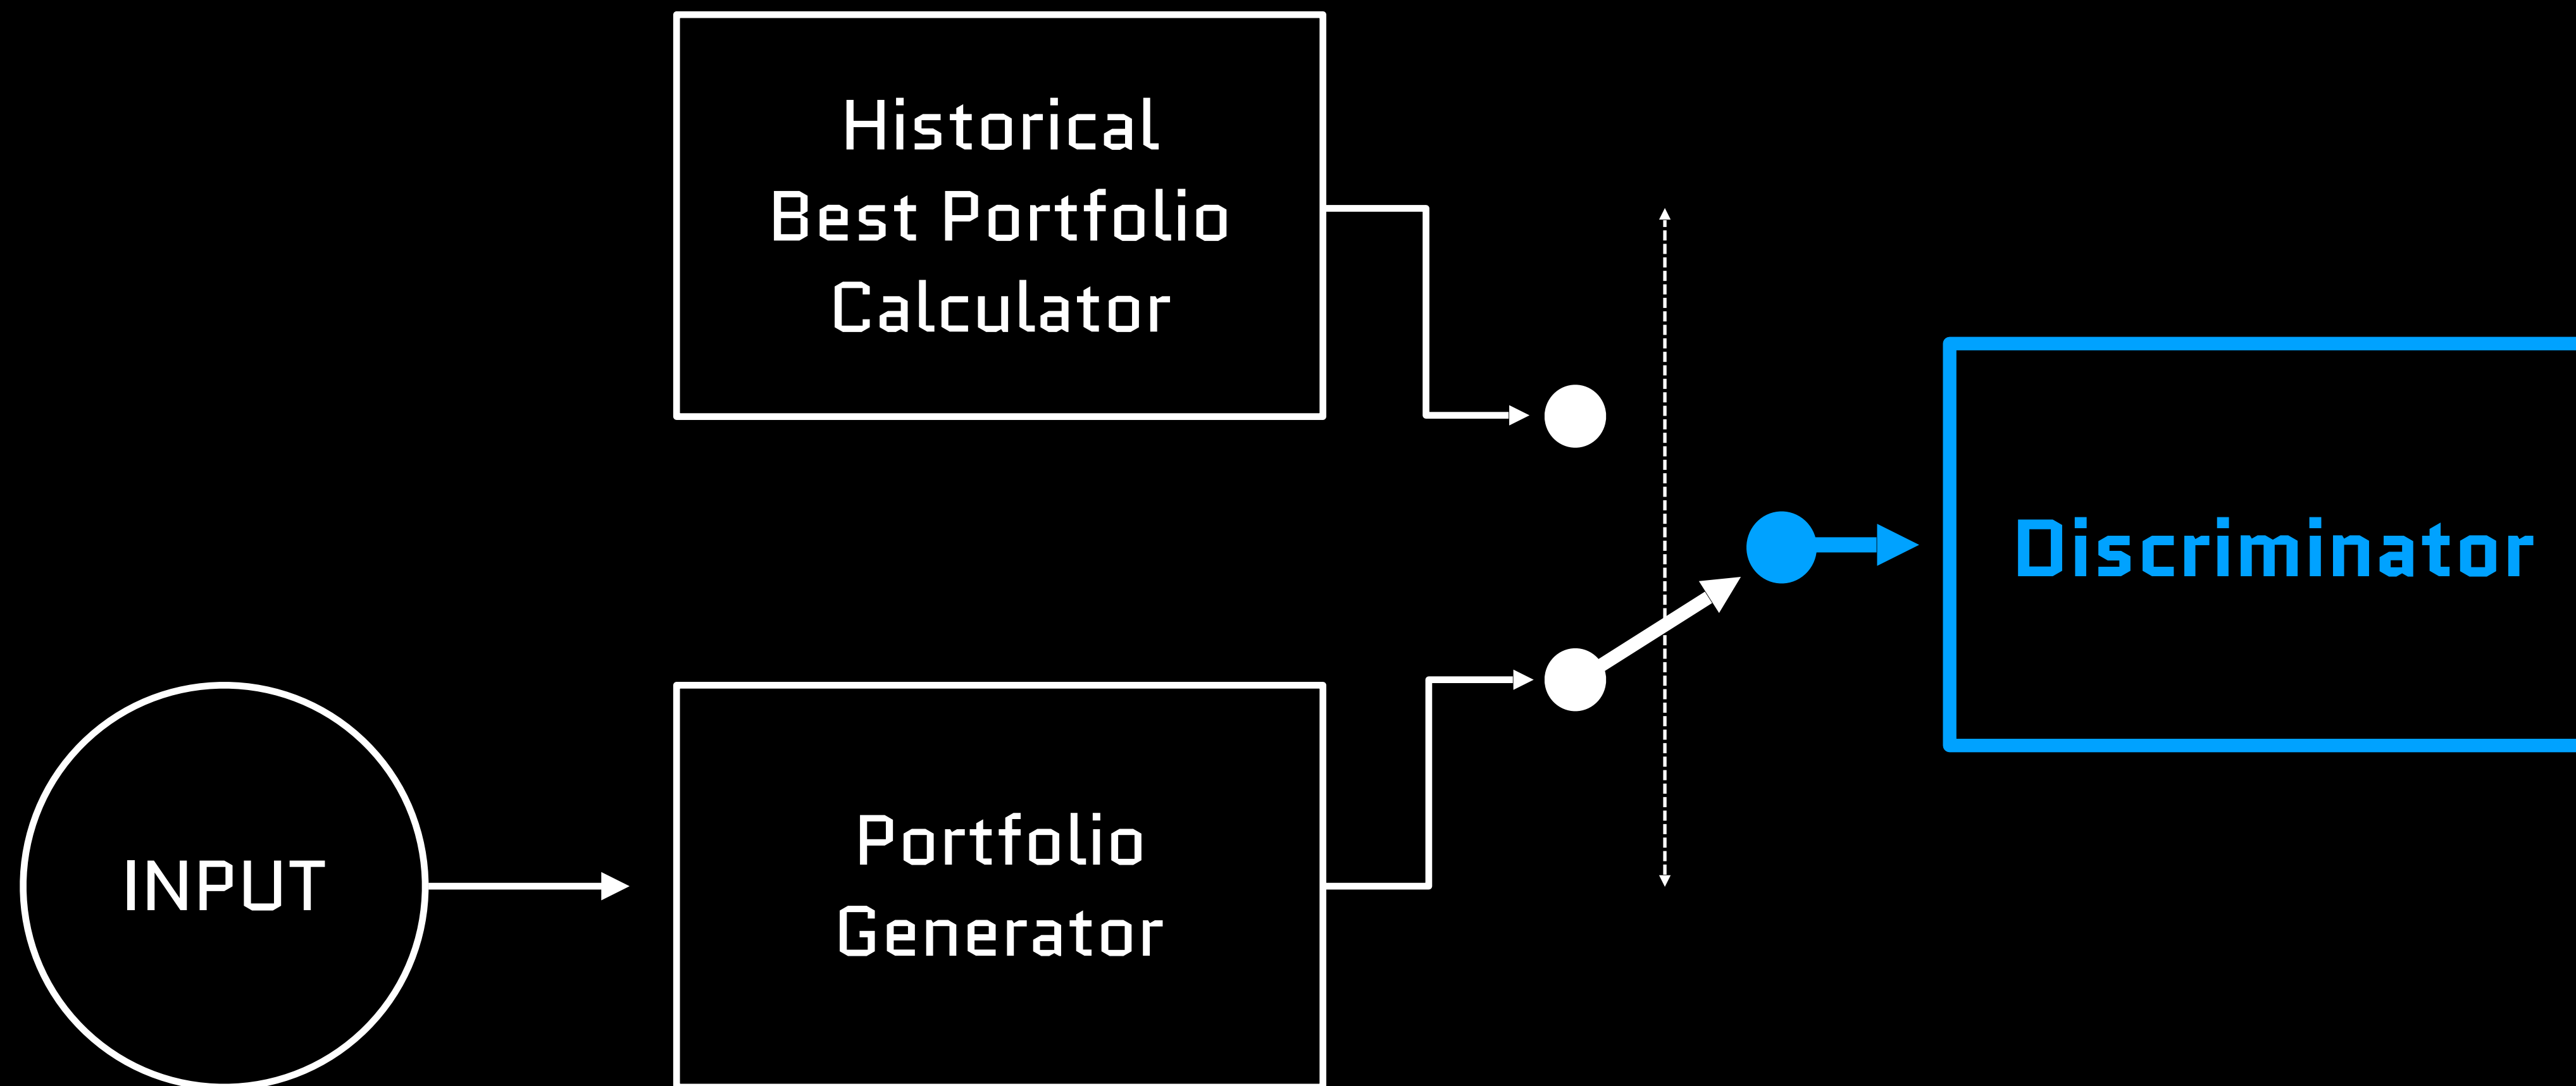 Historical
Best Portfolio
Calculator
Discriminator
INPUT
Portfolio
Generator